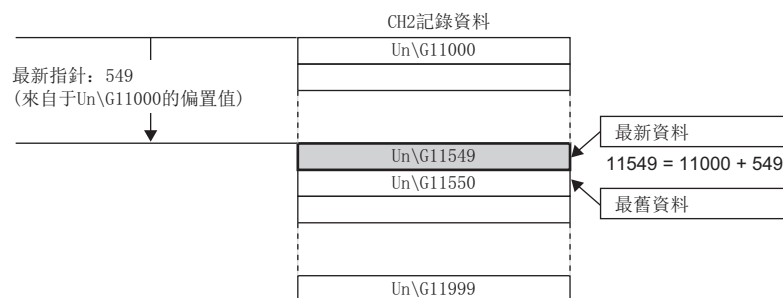 CH2記錄資料
Un\G11000
最新指針：549
(來自于Un\G11000的偏置值)
最新資料
Un\G11549
11549 = 11000 + 549
Un\G11550
最舊資料
Un\G11999